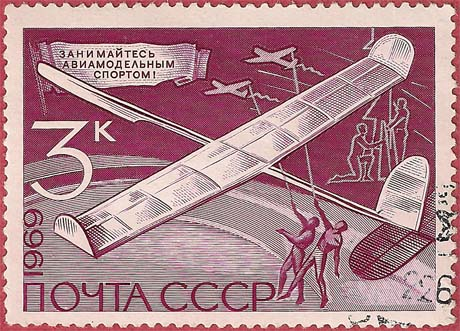 ЗАНИМАЙТЕСЬ
АВИАМОДЕЛЬНЫМ
СПОРТОМ!
3К
1969
ПОЧТА СССР